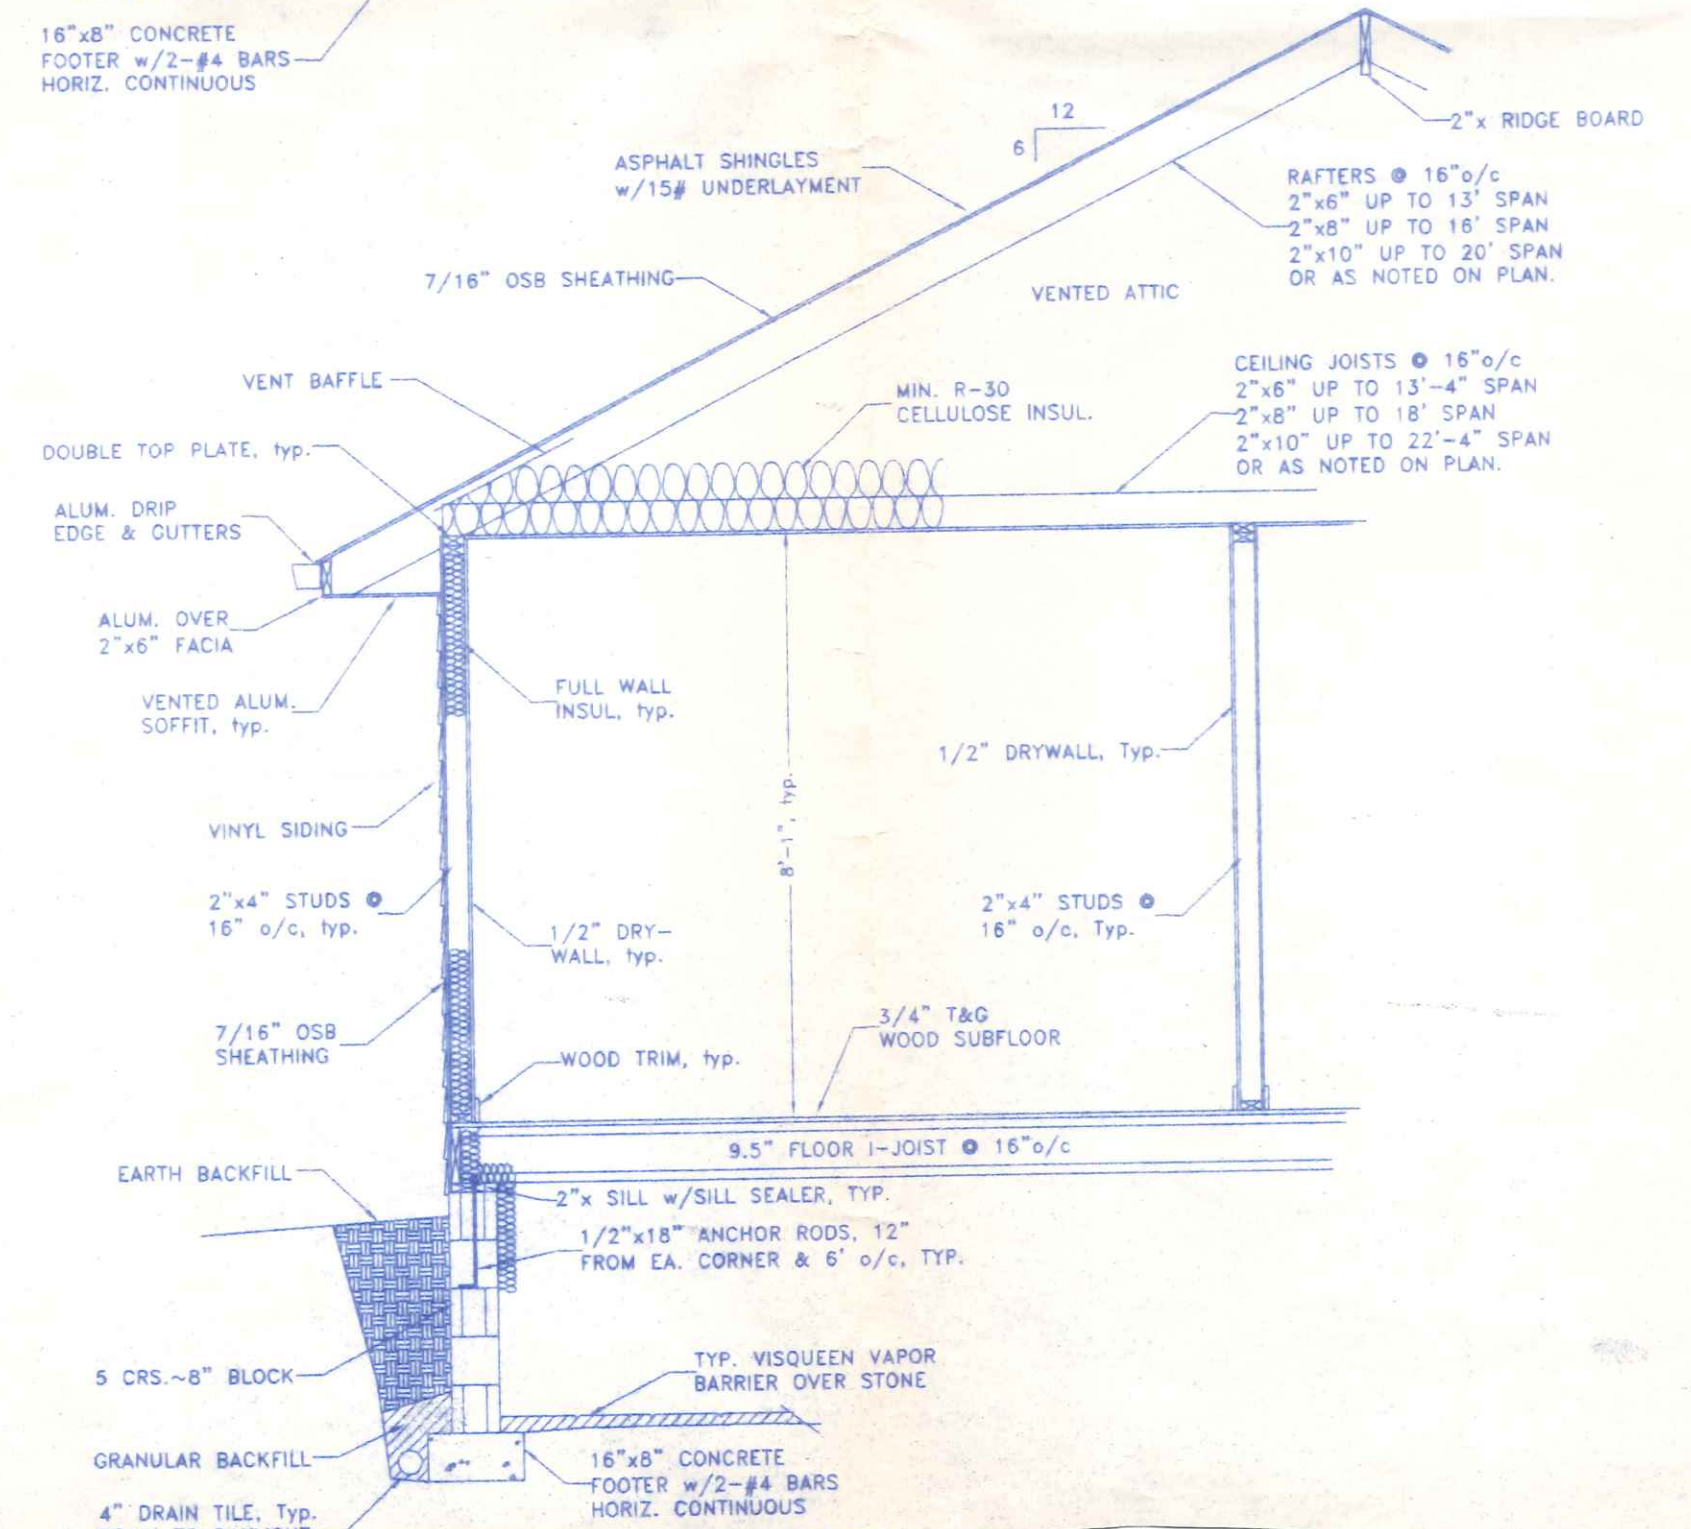 16"x8" CONCRETE
FOOTER w/2-#4 BARS
HORIZ. CONTINUOUS
12
6
2"x RIDGE BOARD
ASPHALT SHINGLES
w/15# UNDERLAYMENT
RAFTERS @ 16"o/c
2"x6" UP TO 13' SPAN
2"x8" UP TO 16' SPAN
2"x10" UP TO 20' SPAN
OR AS NOTED ON PLAN.
7/16" OSB SHEATHING
VENTED ATTIC
VENT BAFFLE
MIN. R-30
CELLULOSE INSUL.
CEILING JOISTS @ 16"o/c
2"x6" UP TO 13'-4" SPAN
2"x8" UP TO 18' SPAN
2"x10" UP TO 22'-4" SPAN
OR AS NOTED ON PLAN.
DOUBLE TOP PLATE, typ.
ALUM. DRIP
EDGE & GUTTERS
ALUM. OVER
2"x6" FACIA
VENTED ALUM.
SOFFIT, typ.
FULL WALL
INSUL, typ.
1/2" DRYWALL, Typ.
8'-1", typ.
VINYL SIDING
2"x4" STUDS @
16" o/c, typ.
1/2" DRY-
WALL, typ.
2"x4" STUDS @
16" o/c, Typ.
7/16" OSB
SHEATHING
WOOD TRIM, typ.
3/4" T&G
WOOD SUBFLOOR
9.5" FLOOR I-JOIST @ 16"o/c
EARTH BACKFILL
2"x SILL w/SILL SEALER, TYP.
1/2"x18" ANCHOR RODS, 12"
FROM EA. CORNER & 6' o/c, TYP.
5 CRS.~8" BLOCK
TYP. VISQUEEN VAPOR
BARRIER OVER STONE
GRANULAR BACKFILL
16"x8" CONCRETE
FOOTER w/2-#4 BARS
HORIZ. CONTINUOUS
4" DRAIN TILE, Typ.